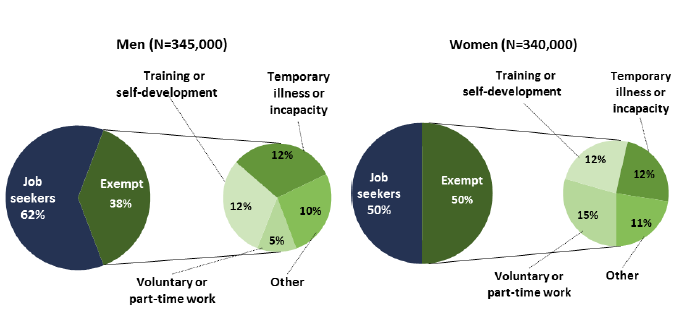 Men (N=345,000)
Training or
self-development
Temporary
illness or
incapacity
Job
seekers
62%
Exempt
38%
12%
12%
10%
5%
Voluntary or
part-time work
Other
Women (N=340,000)
Training or
self-development
Temporary
illness or
incapacity
Job
seekers
50%
Exempt
50%
12%
12%
15%
11%
Voluntary or
part-time work
Other